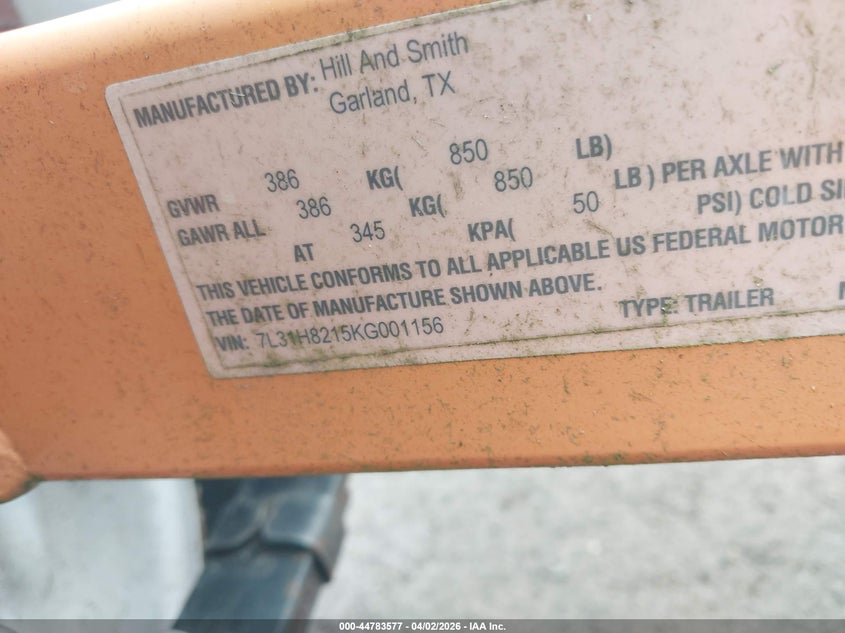 MANUFACTURED BY: Hill And Smith
Garland, TX
GVWR 386 KG( 850 LB)
GAWR ALL 386 KG( 850 LB ) PER AXLE WITH
AT 345 KPA( 50 PSI) COLD
THIS VEHICLE CONFORMS TO ALL APPLICABLE US FEDERAL MOTOR
THE DATE OF MANUFACTURE SHOWN ABOVE.
VIN: 7L31H8215KG001156 TYPE: TRAILER
000-44783577 - 04/02/2026 - IAA Inc.